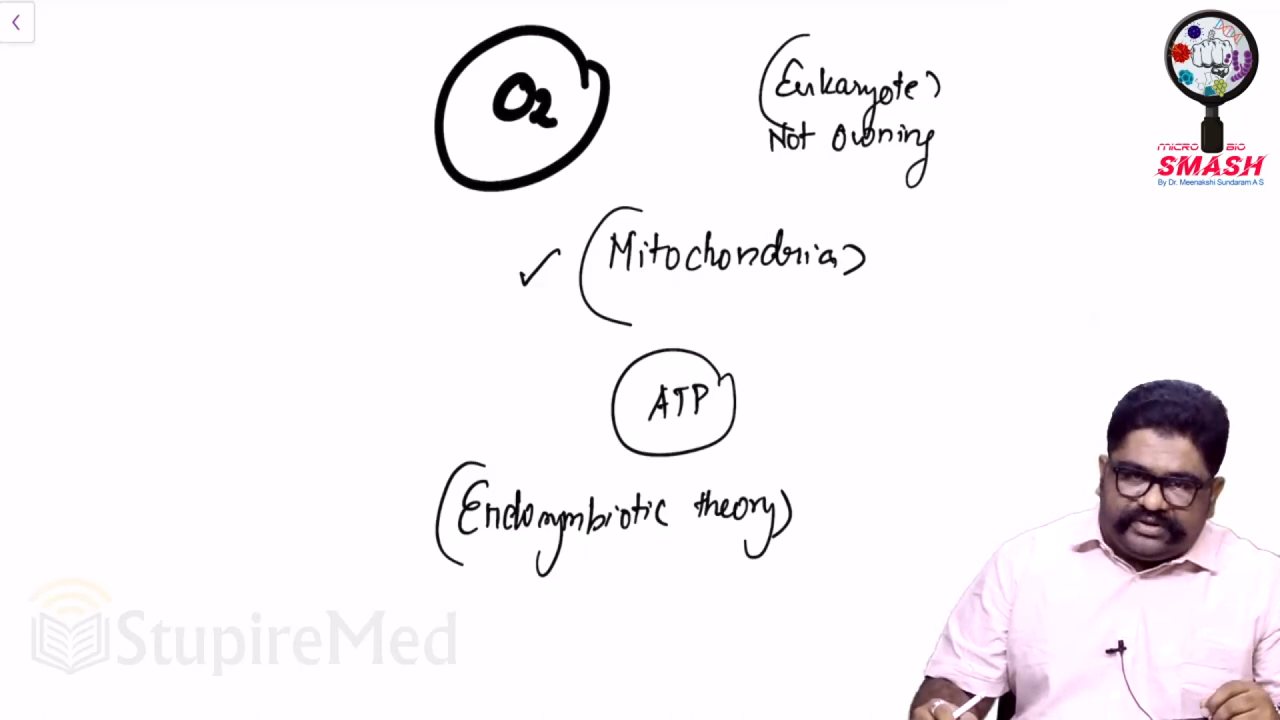 O2
(Eukaryote)
Not Owning
✓ (Mitochondria)
ATP
(Endosymbiotic theory)
MICRO BIO
SMASH
By Dr. Meenakshi Sundaram A S
StupireMed